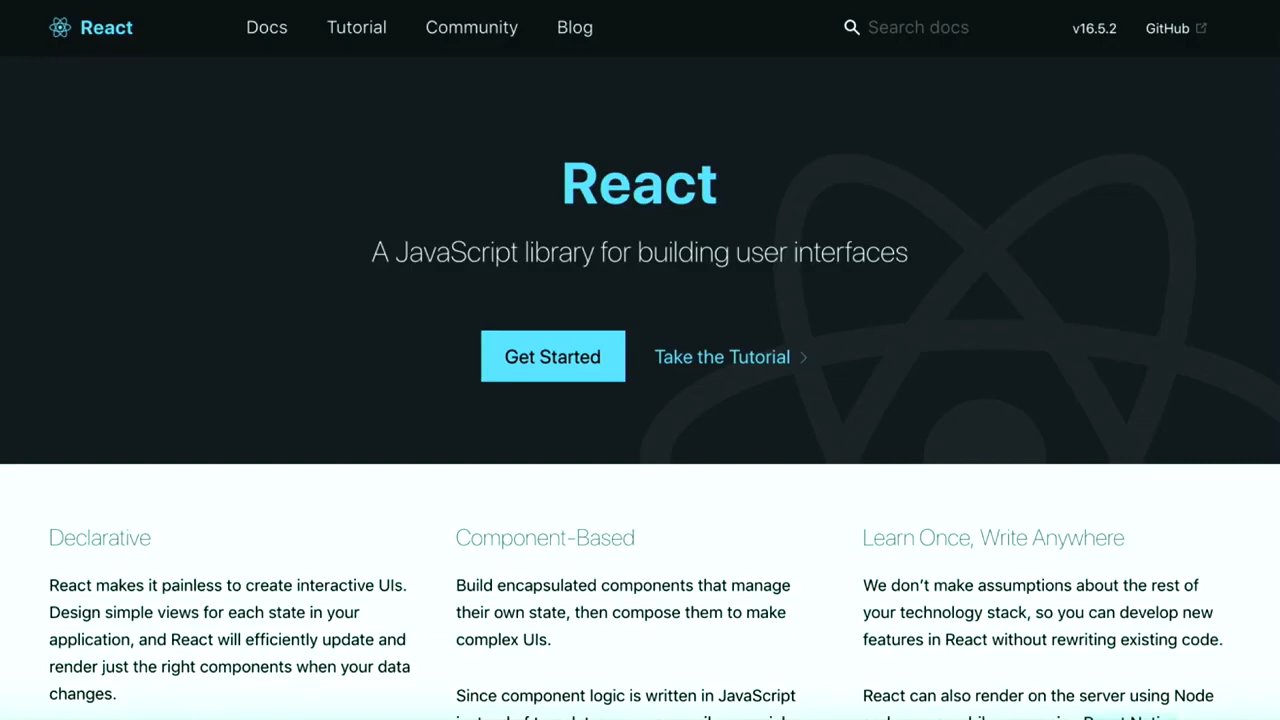 React
Docs
Tutorial
Community
Blog
Search docs
v16.5.2
GitHub
React
A JavaScript library for building user interfaces
Get Started
Take the Tutorial
Declarative
React makes it painless to create interactive UIs.
Design simple views for each state in your
application, and React will efficiently update and
render just the right components when your data
changes.
Component-Based
Build encapsulated components that manage
their own state, then compose them to make
complex UIs.
Since component logic is written in JavaScript
Learn Once, Write Anywhere
We don’t make assumptions about the rest of
your technology stack, so you can develop new
features in React without rewriting existing code.
React can also render on the server using Node